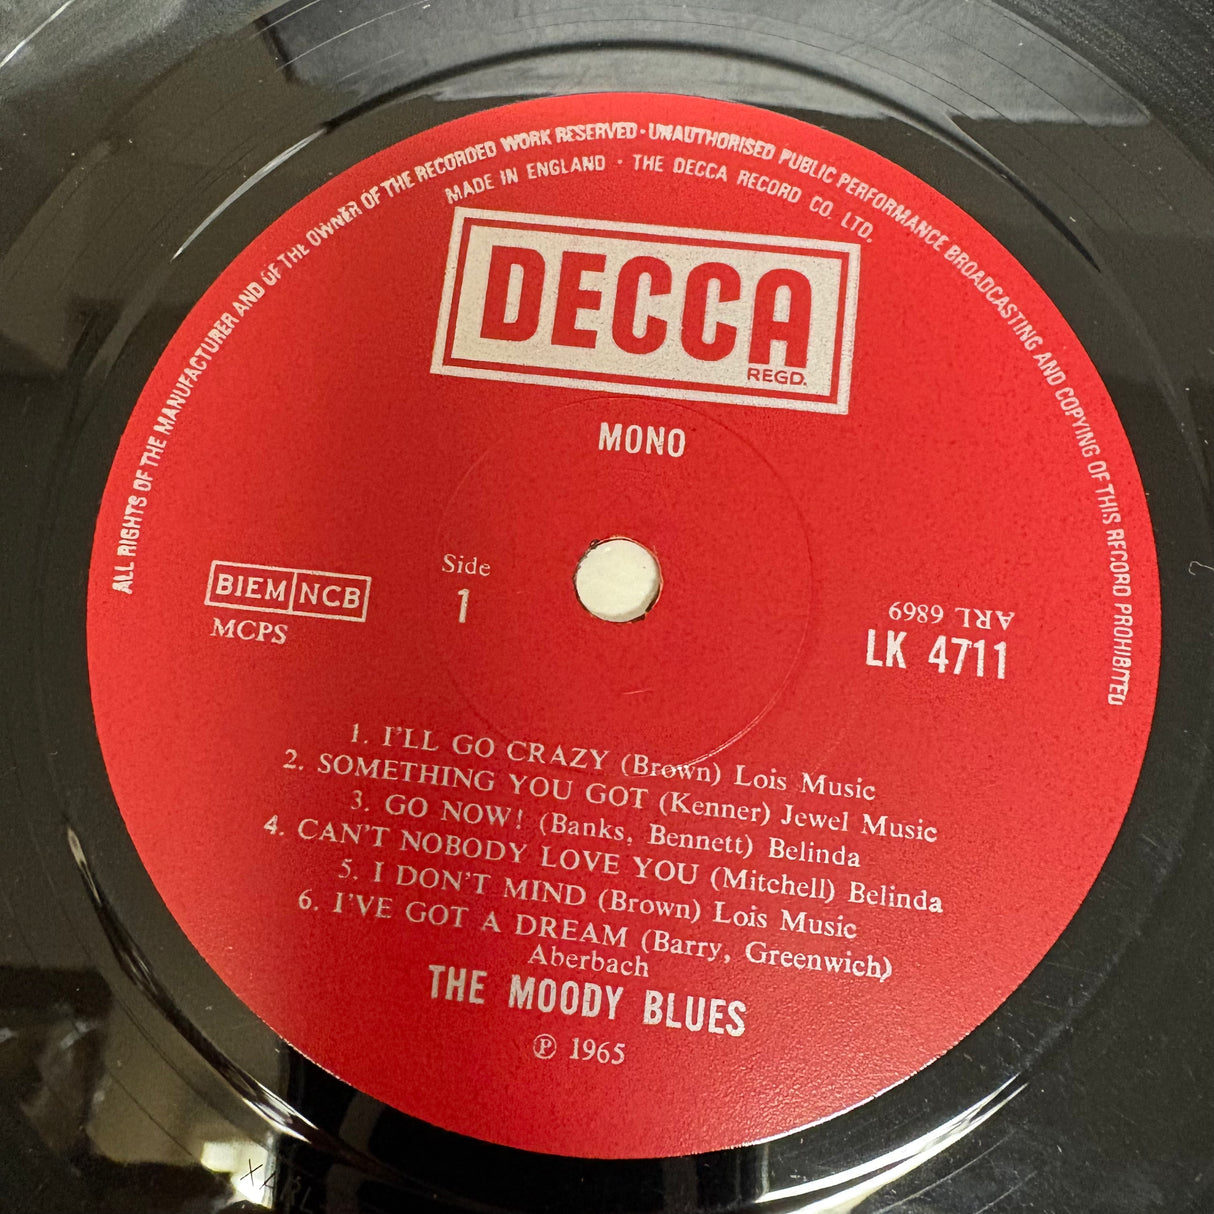 ALL RIGHTS OF THE MANUFACTURER AND OF THE OWNER OF THE RECORDED WORK RESERVED · UNAUTHORISED PUBLIC PERFORMANCE BROADCASTING AND COPYING OF THIS RECORD PROHIBITED
MADE IN ENGLAND · THE DECCA RECORD CO. LTD.
DECCA
REGD.
MONO
BIEM NCB
MCPS
Side
1
ARL 6869
LK 4711
1. I'LL GO CRAZY (Brown) Lois Music
2. SOMETHING YOU GOT (Kenner) Jewel Music
3. GO NOW! (Banks, Bennett) Belinda
4. CAN'T NOBODY LOVE YOU (Mitchell) Belinda
5. I DON'T MIND (Brown) Lois Music
6. I'VE GOT A DREAM (Barry, Greenwich)
Aberbach
THE MOODY BLUES
Ⓟ 1965